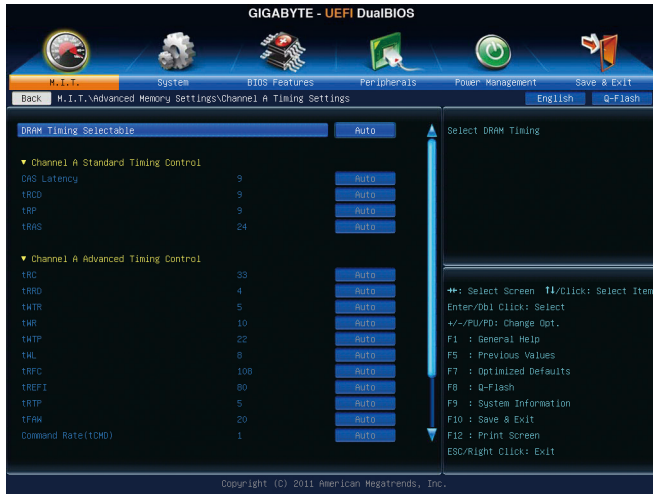 GIGABYTE - UEFI DualBIOS
M.I.T. System BIOS Features Peripherals Power Management Save & Exit
Back M.I.T.\Advanced Memory Settings\Channel A Timing Settings English Q-Flash
DRAM Timing Selectable Auto
Select DRAM Timing
▼ Channel A Standard Timing Control
CAS Latency 9 Auto
tRCD 9 Auto
tRP 9 Auto
tRAS 24 Auto
▼ Channel A Advanced Timing Control
tRC 33 Auto
tRRD 4 Auto
tWTR 5 Auto
tWR 10 Auto
tWTP 22 Auto
tWL 8 Auto
tRFC 108 Auto
tREFI 80 Auto
tRTP 5 Auto
tFAW 20 Auto
Command Rate(tCMD) 1 Auto
→←: Select Screen ↑↓/Click: Select Item
Enter/Dbl Click: Select
+/-/PU/PD: Change Opt.
F1 : General Help
F5 : Previous Values
F7 : Optimized Defaults
F8 : Q-Flash
F9 : System Information
F10 : Save & Exit
F12 : Print Screen
ESC/Right Click: Exit
Copyright (C) 2011 American Megatrends, Inc.